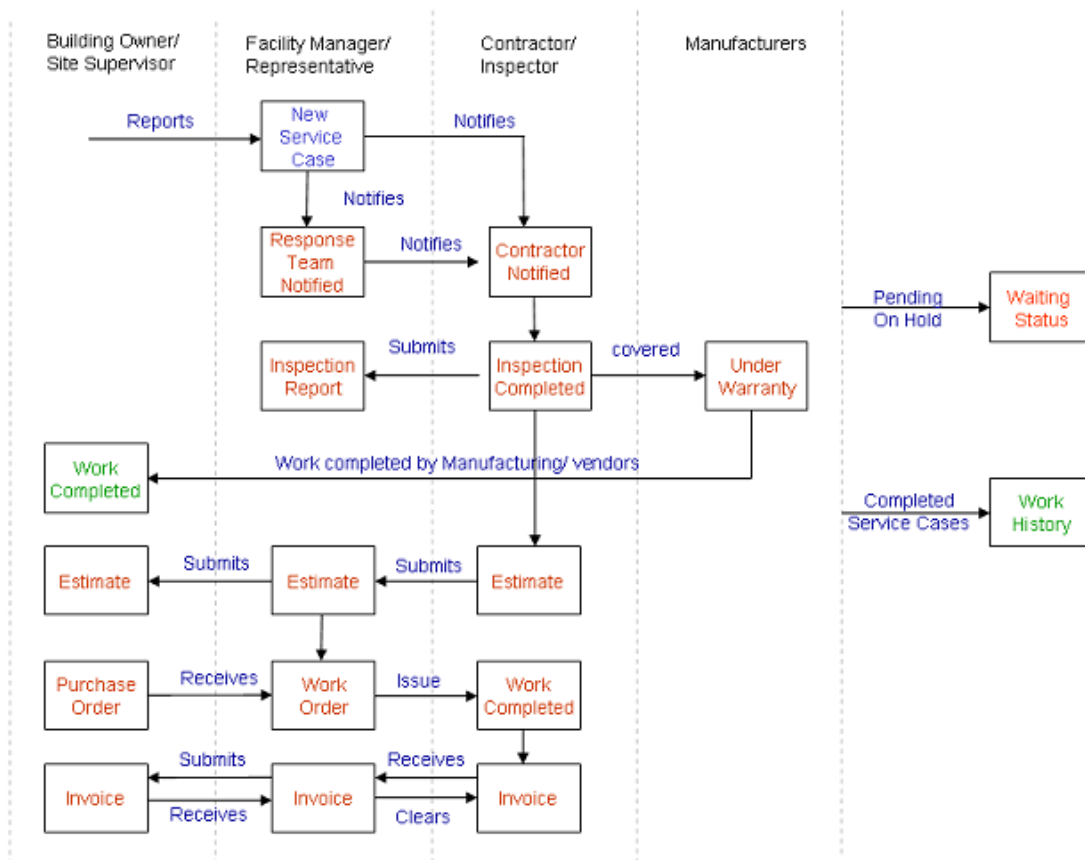 Building Owner/
Site Supervisor
Facility Manager/
Representative
Contractor/
Inspector
Manufacturers
Reports
New
Service
Case
Notifies
Notifies
Response
Team
Notified
Notifies
Contractor
Notified
Pending
On Hold
Waiting
Status
Inspection
Report
Submits
Inspection
Completed
covered
Under
Warranty
Work
Completed
Work completed by Manufacturing/ vendors
Completed
Service Cases
Work
History
Estimate
Submits
Estimate
Submits
Estimate
Purchase
Order
Receives
Work
Order
Issue
Work
Completed
Invoice
Submits
Receives
Invoice
Receives
Clears
Invoice